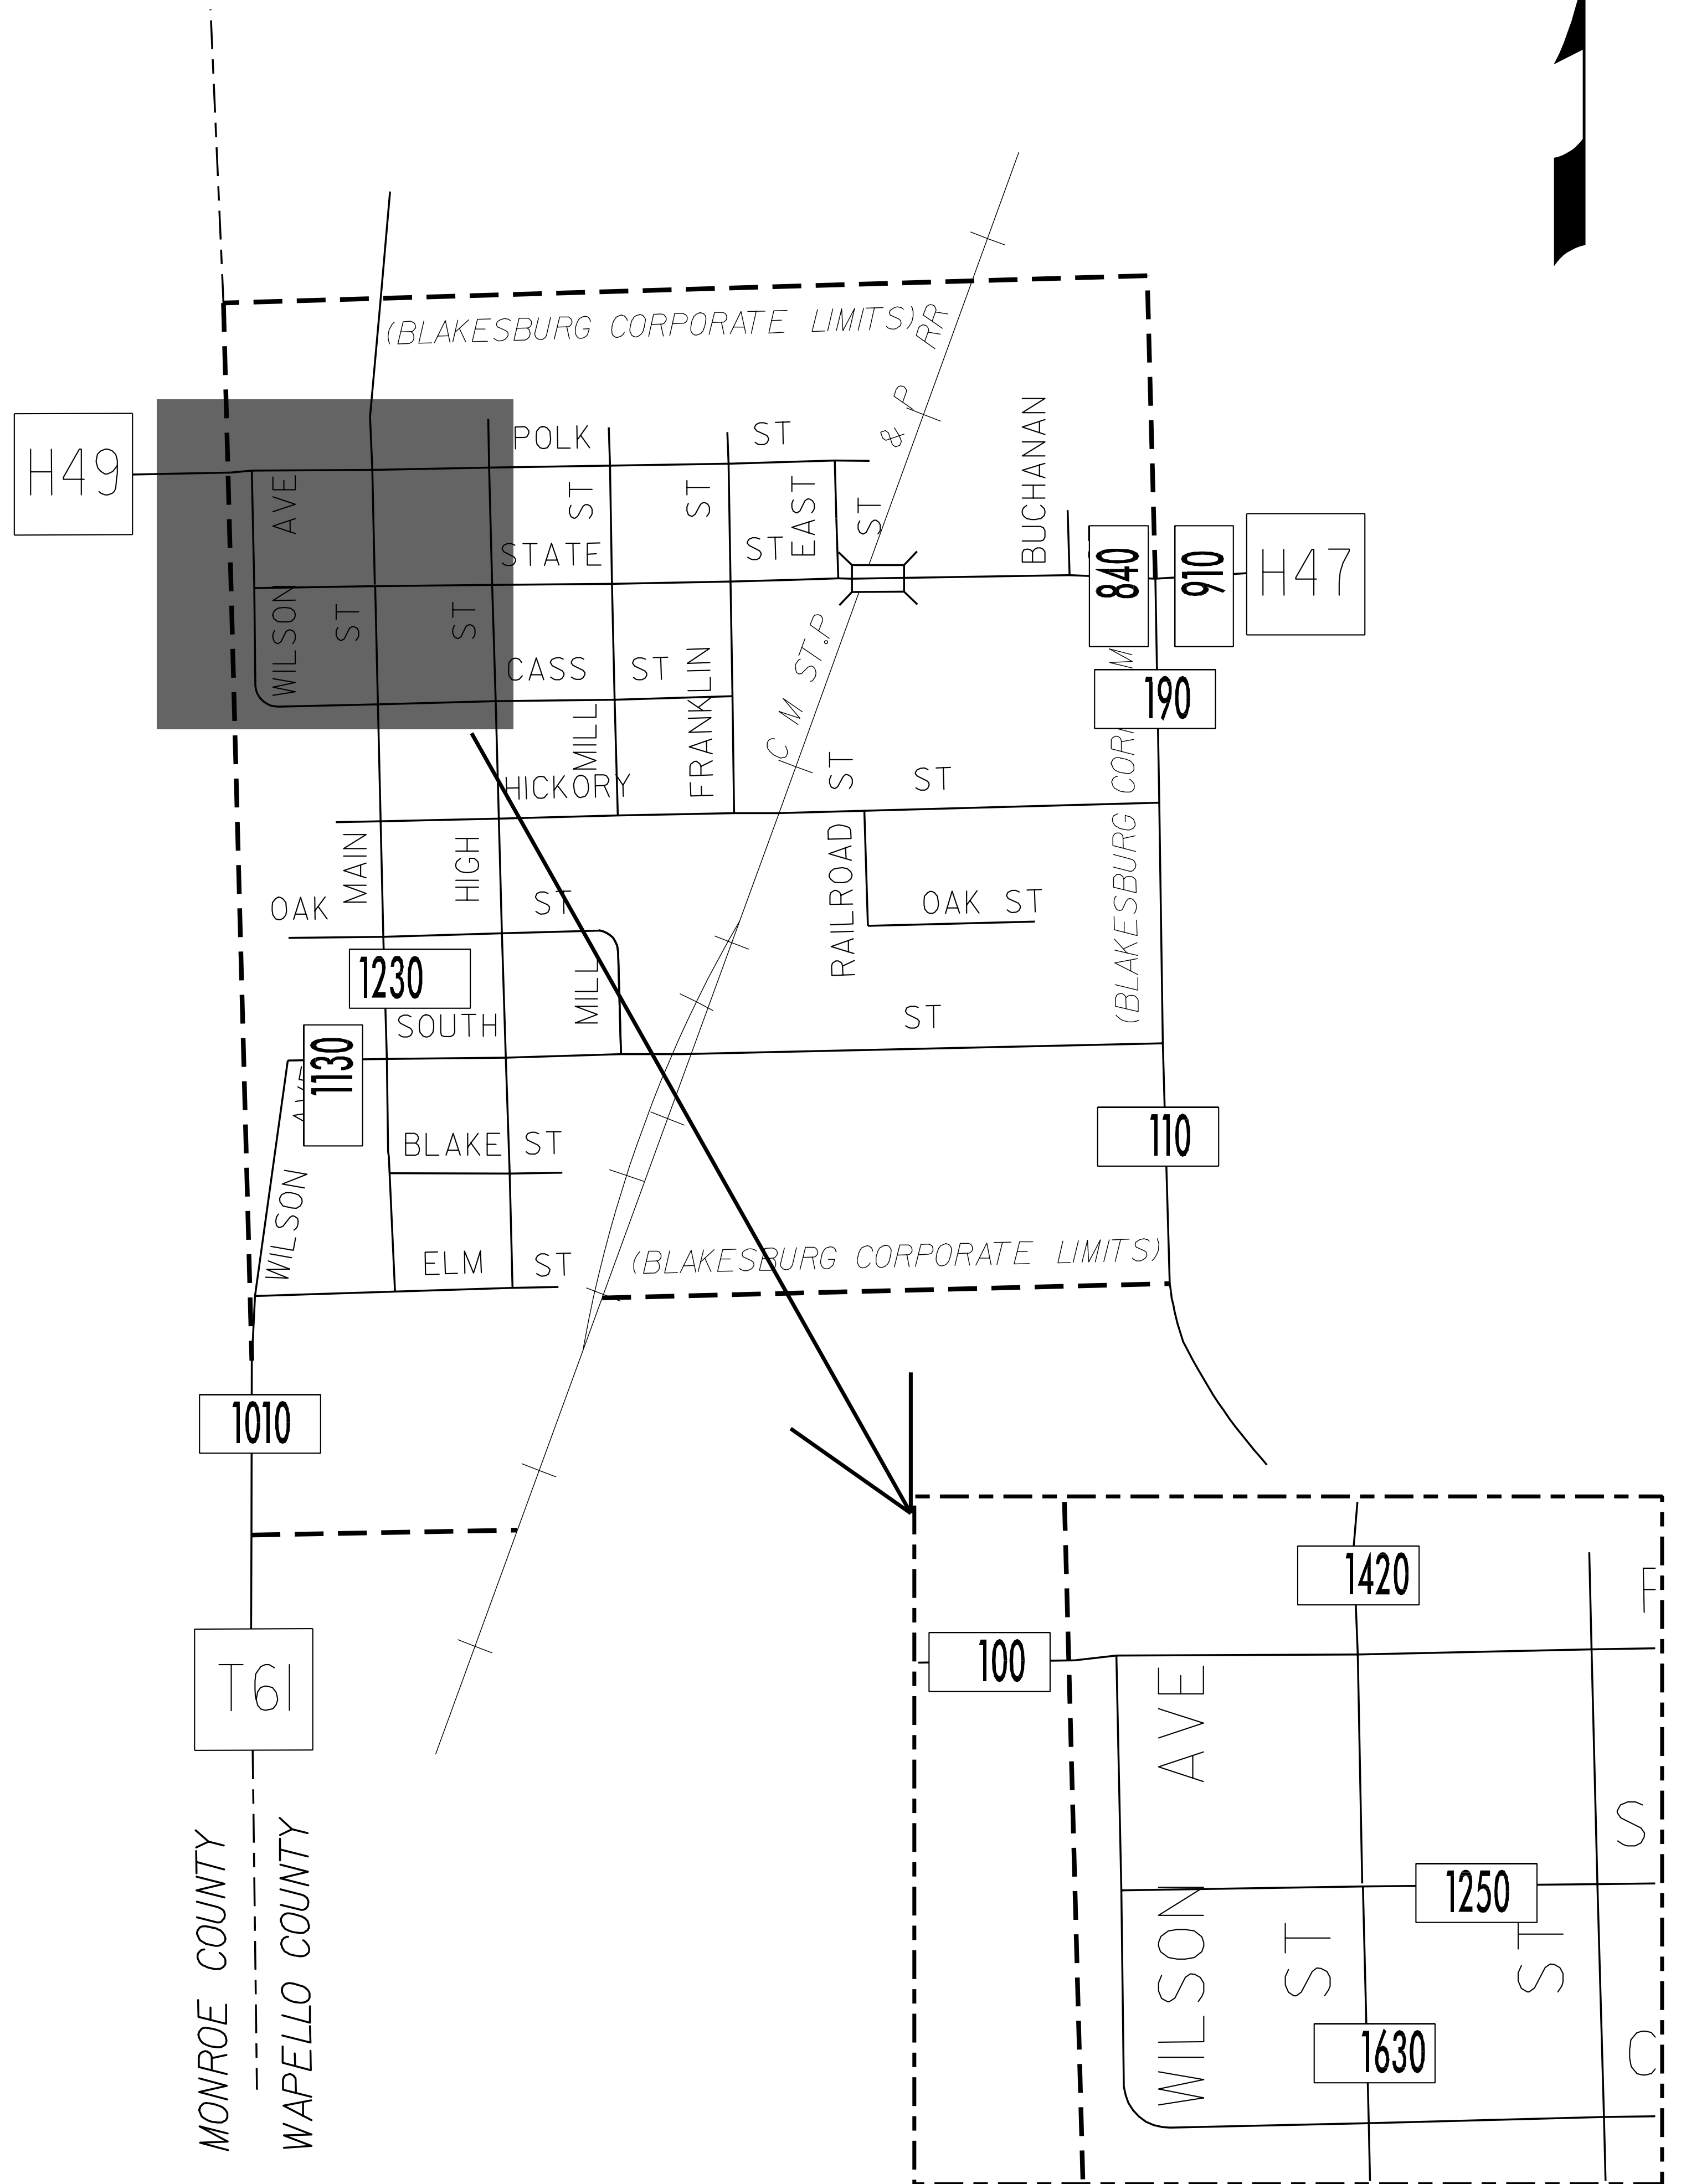 (BLAKESBURG CORPORATE LIMITS)
RR
& P
H49
POLK ST
BUCHANAN
AVE
ST
ST
EAST
ST
STATE ST
840
910
H47
WILSON
ST
ST
CASS ST
FRANKLIN
C M ST.P.
190
MILL
HICKORY ST
ST
(BLAKESBURG
MAIN
HIGH
RAILROAD
OAK ST
OAK ST
1230
MILL
SOUTH ST
1130
110
BLAKE ST
WILSON
ELM ST
(BLAKESBURG CORPORATE LIMITS)
1010
T61
MONROE COUNTY
WAPELLO COUNTY
1420
100
AVE
S
1250
WILSON
ST
ST
1630
C